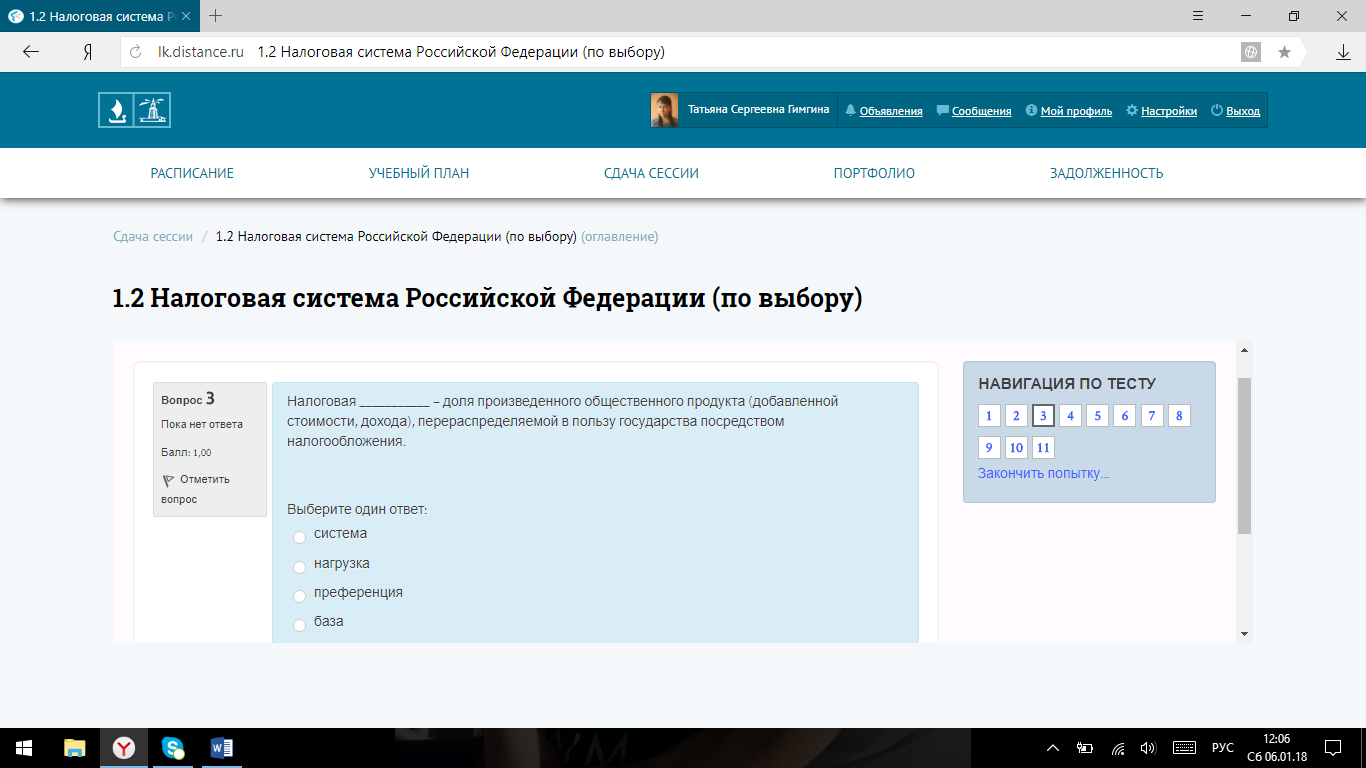 1.2 Налоговая система Р
Я
lk.distance.ru 1.2 Налоговая система Российской Федерации (по выбору)
Татьяна Сергеевна Гимгина Объявления Сообщения Мой профиль Настройки Выход
РАСПИСАНИЕ УЧЕБНЫЙ ПЛАН СДАЧА СЕССИИ ПОРТФОЛИО ЗАДОЛЖЕННОСТЬ
Сдача сессии / 1.2 Налоговая система Российской Федерации (по выбору) (оглавление)
1.2 Налоговая система Российской Федерации (по выбору)
Вопрос 3
Пока нет ответа
Балл: 1,00
Отметить
вопрос
Налоговая ___________ – доля произведенного общественного продукта (добавленной
стоимости, дохода), перераспределяемой в пользу государства посредством
налогообложения.
Выберите один ответ:
система
нагрузка
преференция
база
НАВИГАЦИЯ ПО ТЕСТУ
1 2 3 4 5 6 7 8
9 10 11
Закончить попытку...
РУС
12:06
Сб 06.01.18